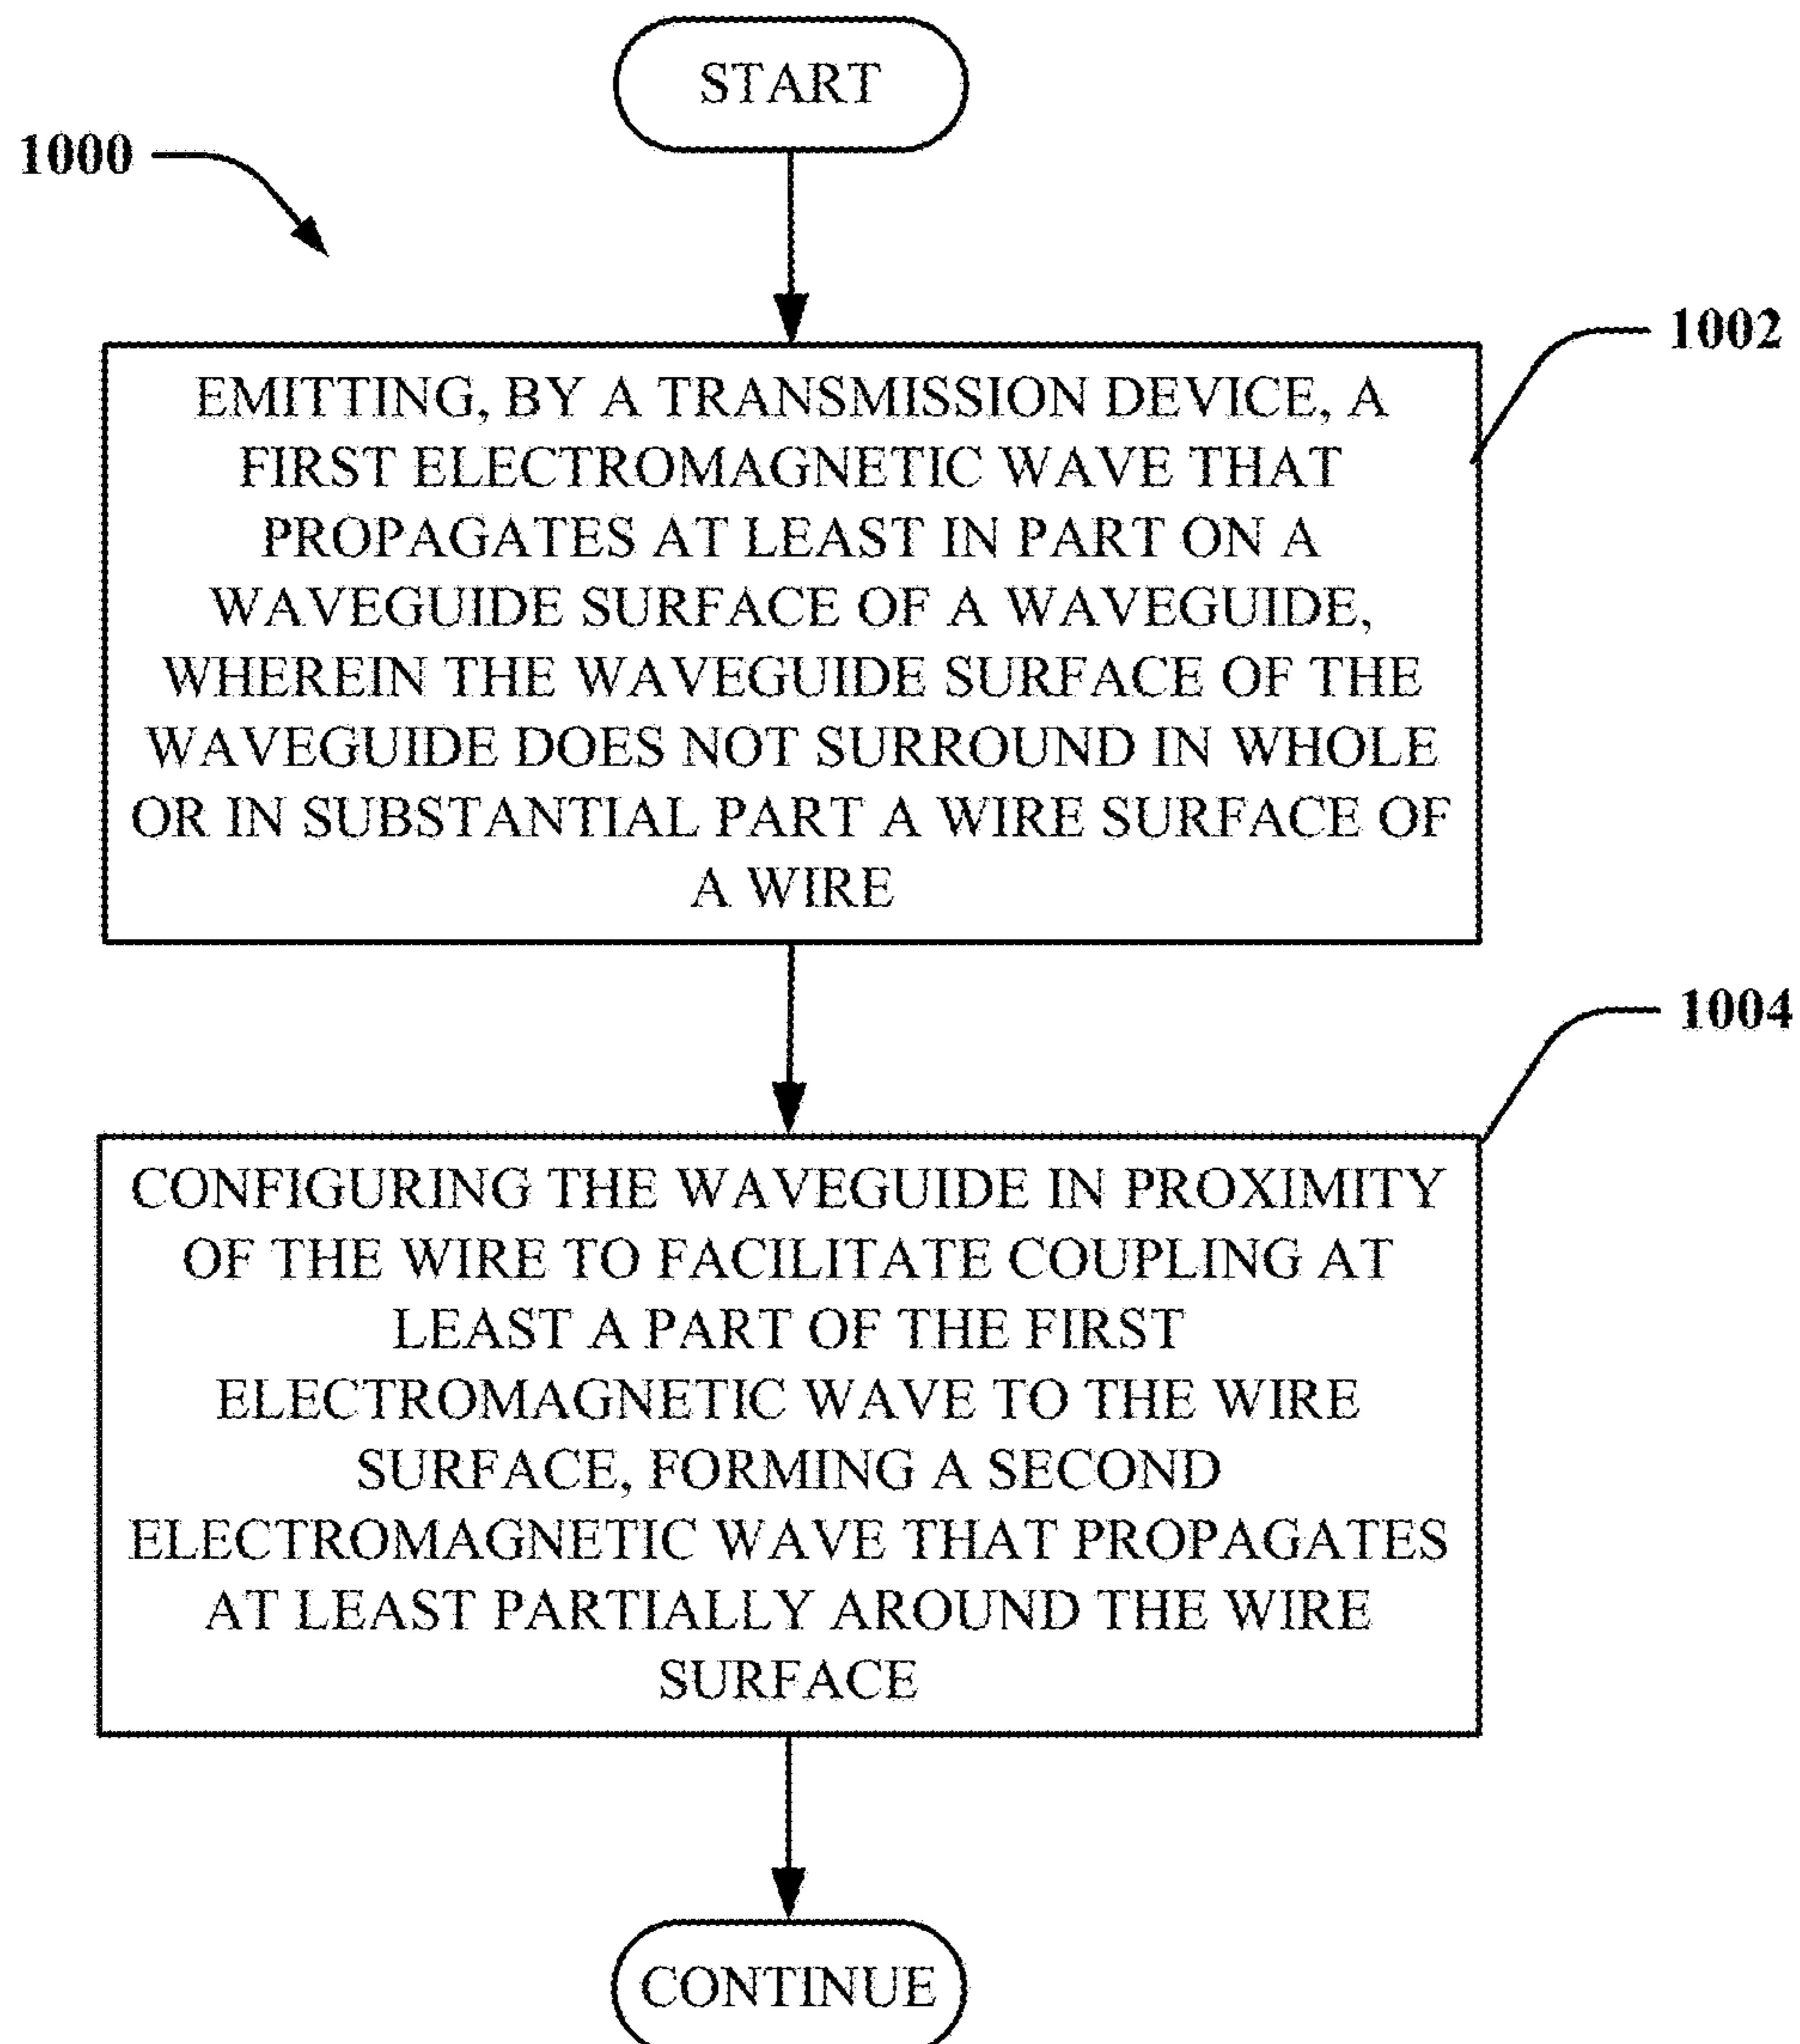 START
1000
1002
EMITTING, BY A TRANSMISSION DEVICE, A
FIRST ELECTROMAGNETIC WAVE THAT
PROPAGATES AT LEAST IN PART ON A
WAVEGUIDE SURFACE OF A WAVEGUIDE,
WHEREIN THE WAVEGUIDE SURFACE OF THE
WAVEGUIDE DOES NOT SURROUND IN WHOLE
OR IN SUBSTANTIAL PART A WIRE SURFACE OF
A WIRE
1004
CONFIGURING THE WAVEGUIDE IN PROXIMITY
OF THE WIRE TO FACILITATE COUPLING AT
LEAST A PART OF THE FIRST
ELECTROMAGNETIC WAVE TO THE WIRE
SURFACE, FORMING A SECOND
ELECTROMAGNETIC WAVE THAT PROPAGATES
AT LEAST PARTIALLY AROUND THE WIRE
SURFACE
CONTINUE